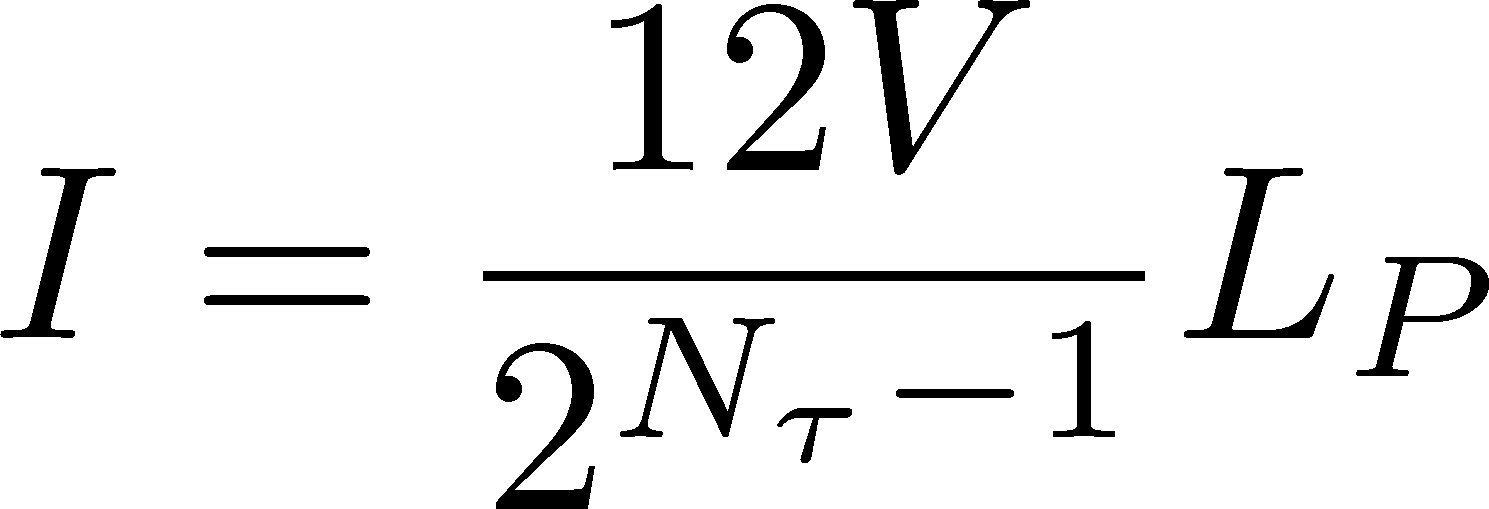 I = \frac{12V}{2^{N_\tau - 1}} L_P